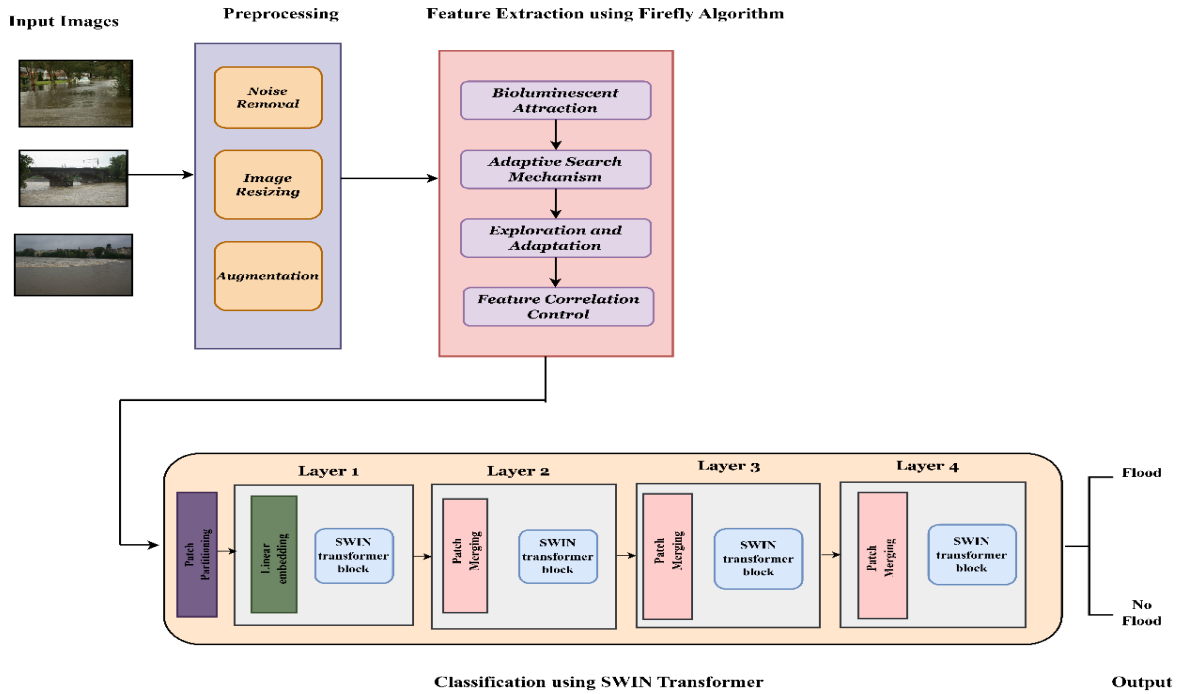 Input Images
Preprocessing
Feature Extraction using Firefly Algorithm
Noise
Removal
Image
Resizing
Augmentation
Bioluminescent
Attraction
Adaptive Search
Mechanism
Exploration and
Adaptation
Feature Correlation
Control
Layer 1
Layer 2
Layer 3
Layer 4
Patch
Partitioning
Linear
embedding
SWIN
transformer
block
Patch
Merging
SWIN
transformer
block
Patch
Merging
SWIN
transformer
block
Patch
Merging
SWIN
transformer
block
Flood
No
Flood
Classification using SWIN Transformer
Output